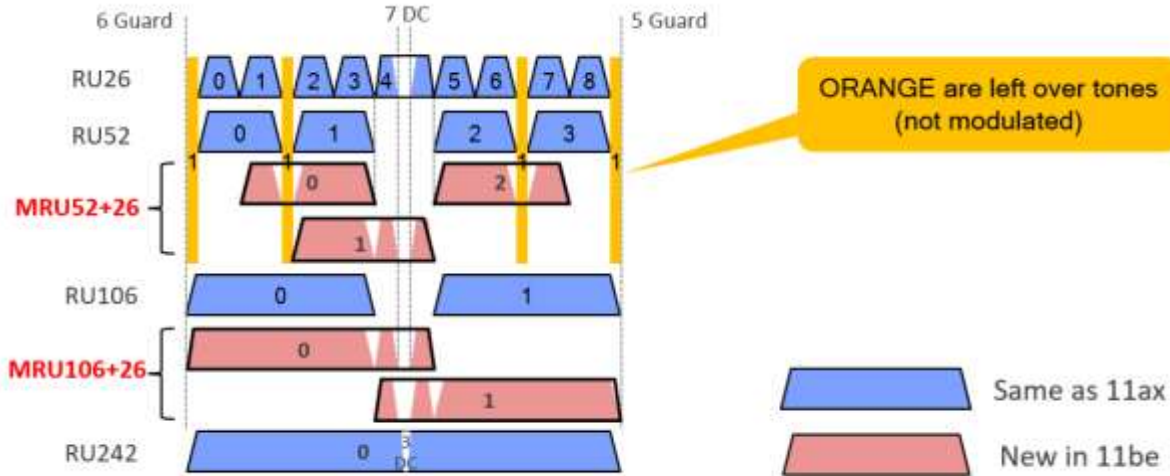 6 Guard
7 DC
5 Guard
RU26
0 1 2 3 4 5 6 7 8
ORANGE are left over tones
(not modulated)
RU52
0 1 2 3
1 1 1 1
MRU52+26
0 2
1
RU106
0 1
MRU106+26
0
1
Same as 11ax
RU242
0
3
DC
New in 11be